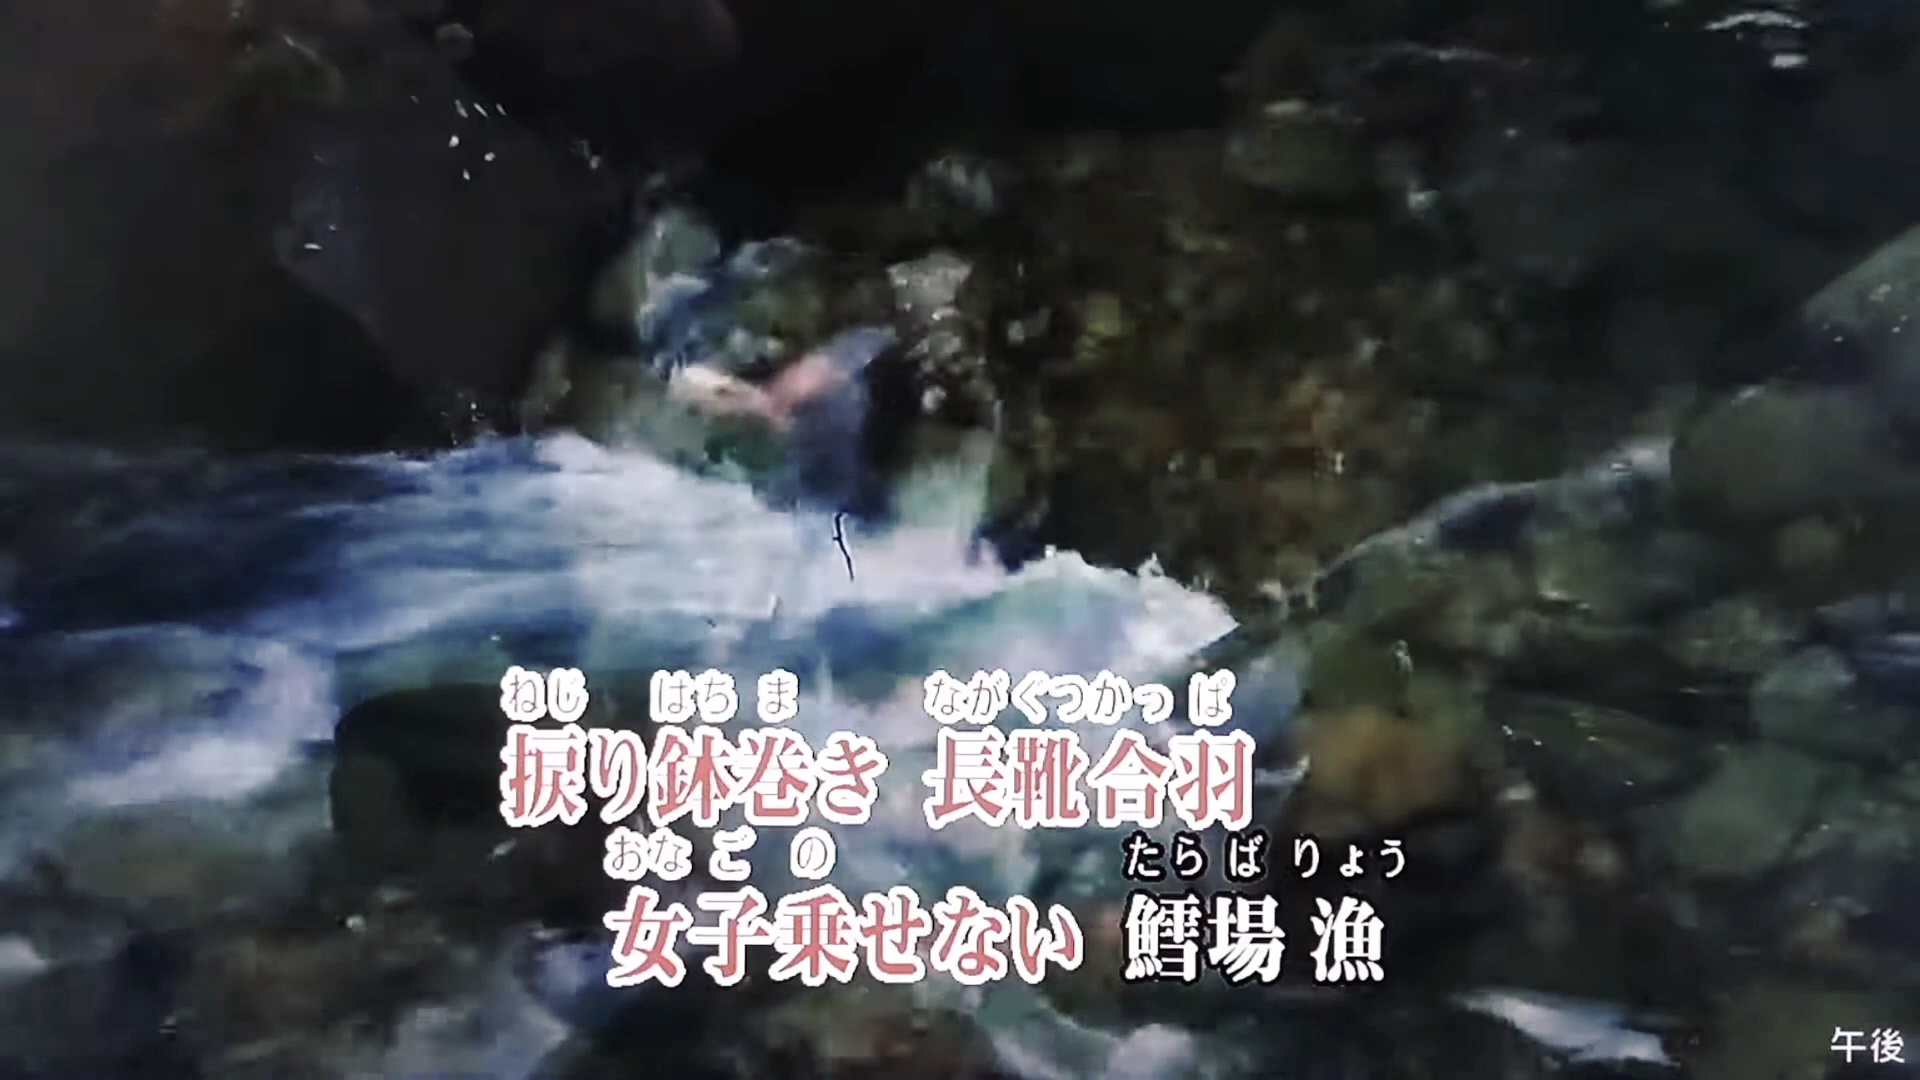 ねじ はちま ながぐつかっぱ
捩り鉢巻き 長靴合羽
おなごの たらばりょう
女子乗せない 鱈場漁
午後